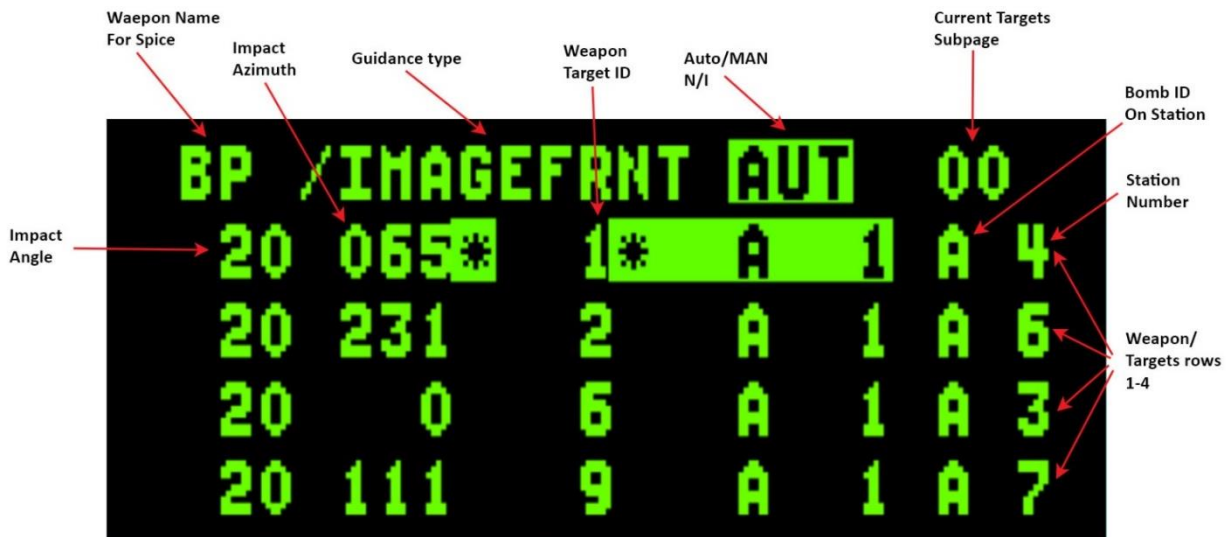 Waepon Name
For Spice
Impact
Azimuth
Guidance type
Weapon
Target ID
Auto/MAN
N/I
Current Targets
Subpage
Bomb ID
On Station
BP /IMAGEFRNT AUT 00
Station
Number
Impact
Angle
20 065* 1* A 1 A 4
20 231 2 A 1 A 6
Weapon/
Targets rows
1-4
20 0 6 A 1 A 3
20 111 9 A 1 A 7